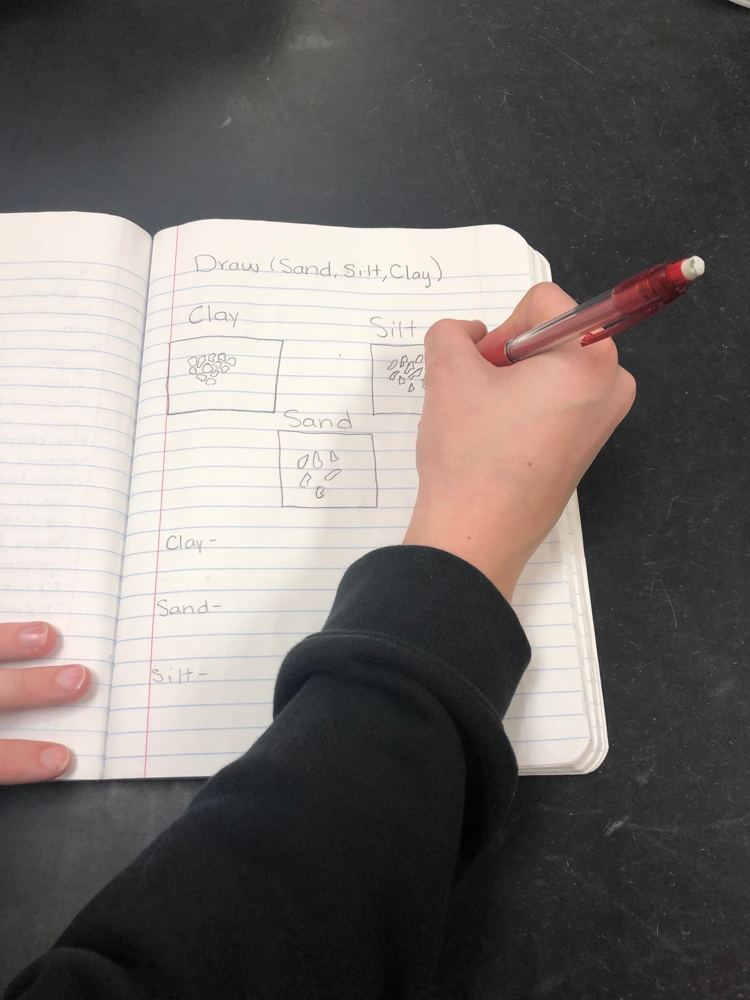 Draw (Sand, Silt, Clay)
Clay
Silt
Sand
Clay-
Sand-
Silt-